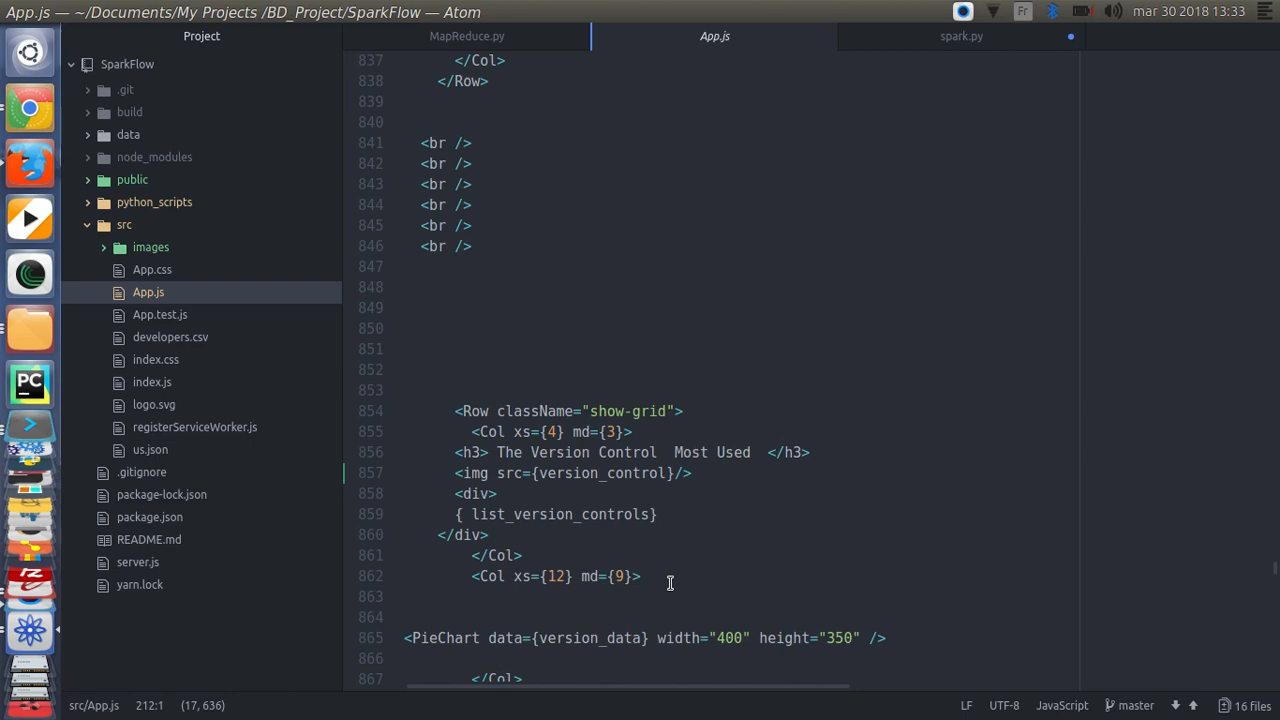 App.js — ~/Documents/My Projects /BD_Project/SparkFlow — Atom
Fr
mar 30 2018 13:33
Project
MapReduce.py
App.js
spark.py
SparkFlow
.git
build
data
node_modules
public
python_scripts
src
images
App.css
App.js
App.test.js
developers.csv
index.css
index.js
logo.svg
registerServiceWorker.js
us.json
.gitignore
package-lock.json
package.json
README.md
server.js
yarn.lock
PC
837 </Col>
838 </Row>
839
840
841 <br />
842 <br />
843 <br />
844 <br />
845 <br />
846 <br />
847
848
849
850
851
852
853
854 <Row className="show-grid">
855 <Col xs={4} md={3}>
856 <h3> The Version Control  Most Used  </h3>
857 <img src={version_control}/>
858 <div>
859 { list_version_controls}
860 </div>
861 </Col>
862 <Col xs={12} md={9}>
863
864
865 <PieChart data={version_data} width="400" height="350" />
866
867 </Col>
src/App.js 212:1 (17, 636)
LF UTF-8 JavaScript master 16 files